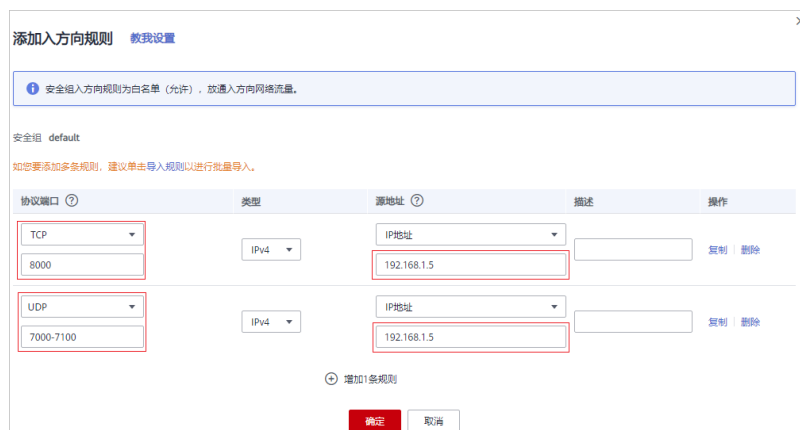 添加入方向规则 教我设置
安全组入方向规则为白名单（允许），放通入方向网络流量。
安全组 default
如您要添加多条规则，建议单击导入规则以进行批量导入。
协议端口 类型 源地址 描述 操作
TCP IPv4 IP地址 复制 删除
8000 192.168.1.5
UDP IPv4 IP地址 复制 删除
7000-7100 192.168.1.5
增加1条规则
确定 取消